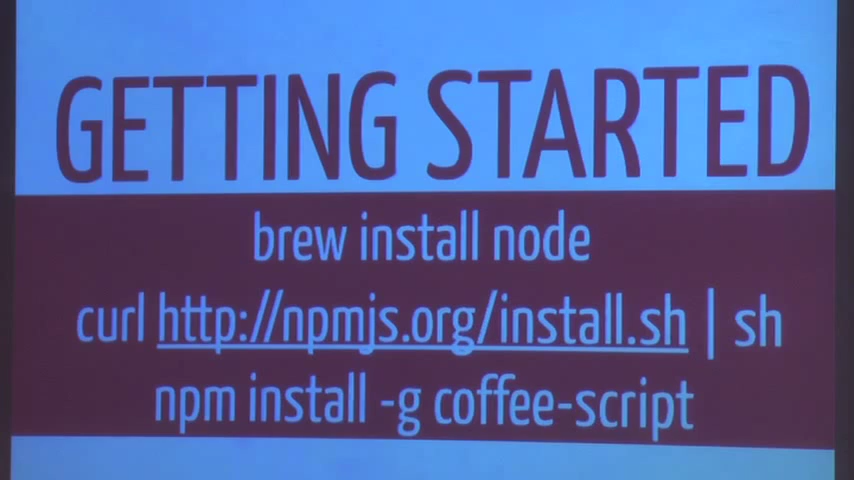 GETTING STARTED
brew install node
curl http://npmjs.org/install.sh | sh
npm install -g coffee-script